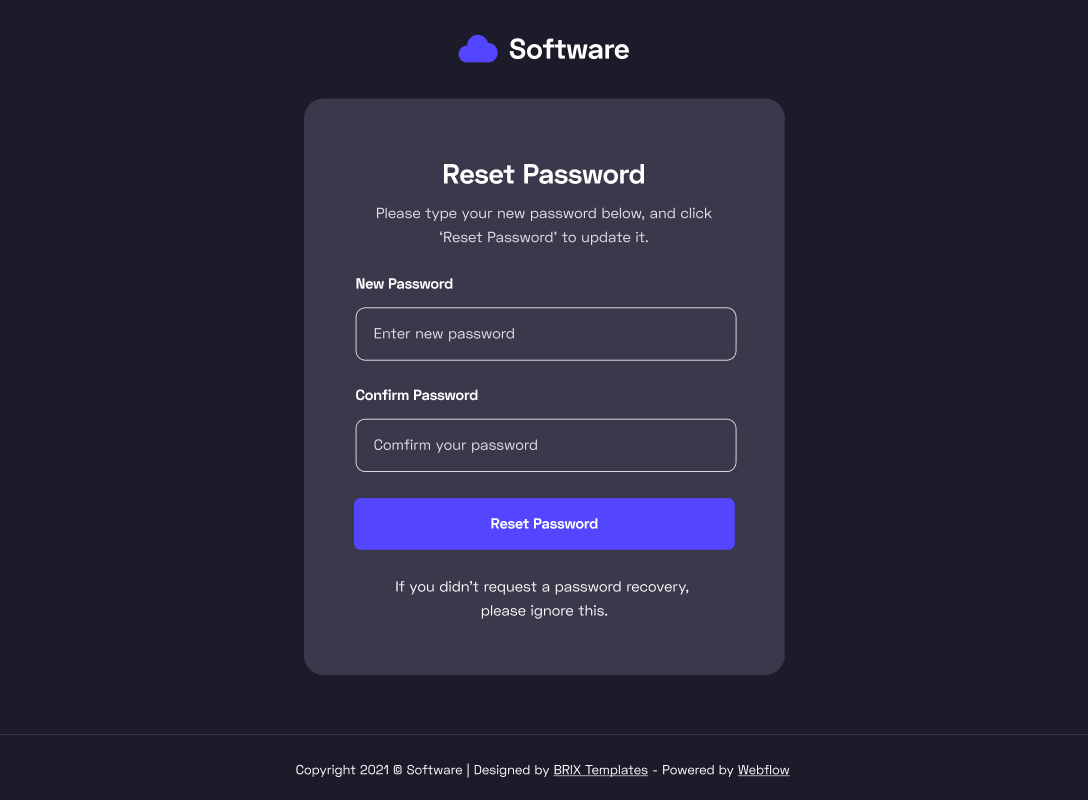 Software
Reset Password
Please type your new password below, and click
‘Reset Password’ to update it.
New Password
Enter new password
Confirm Password
Comfirm your password
Reset Password
If you didn’t request a password recovery,
please ignore this.
Copyright 2021 © Software | Designed by BRIX Templates - Powered by Webflow